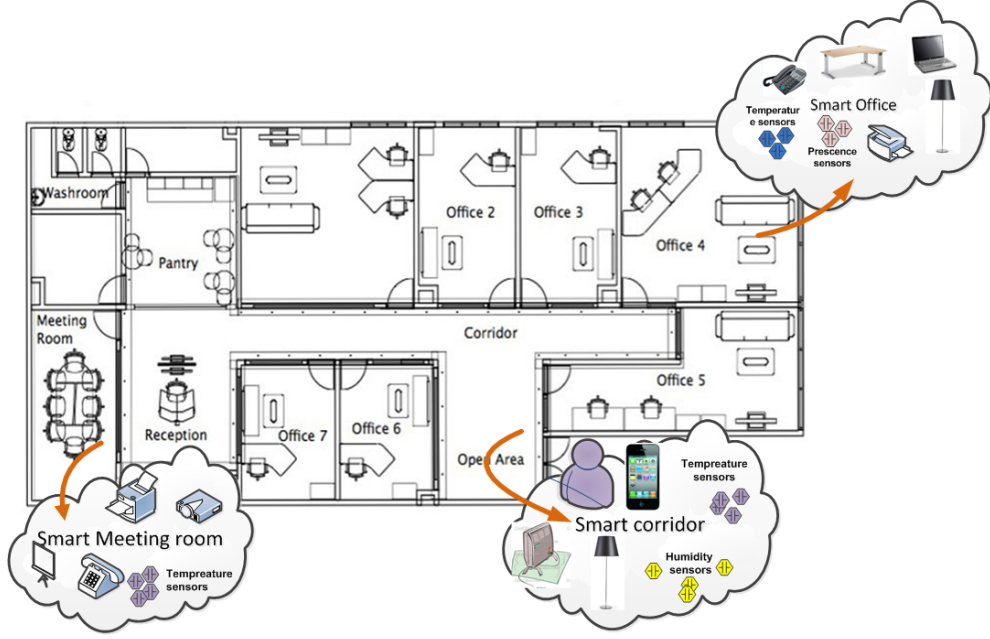 Temperatur
e sensors
Smart Office
Prescence
sensors
Washroom
Office 2
Office 3
Office 4
Pantry
Meeting
Room
Corridor
Office 5
Reception
Office 7
Office 6
Open Area
Tempreature
sensors
Smart corridor
Humidity
sensors
Smart Meeting room
Tempreature
sensors